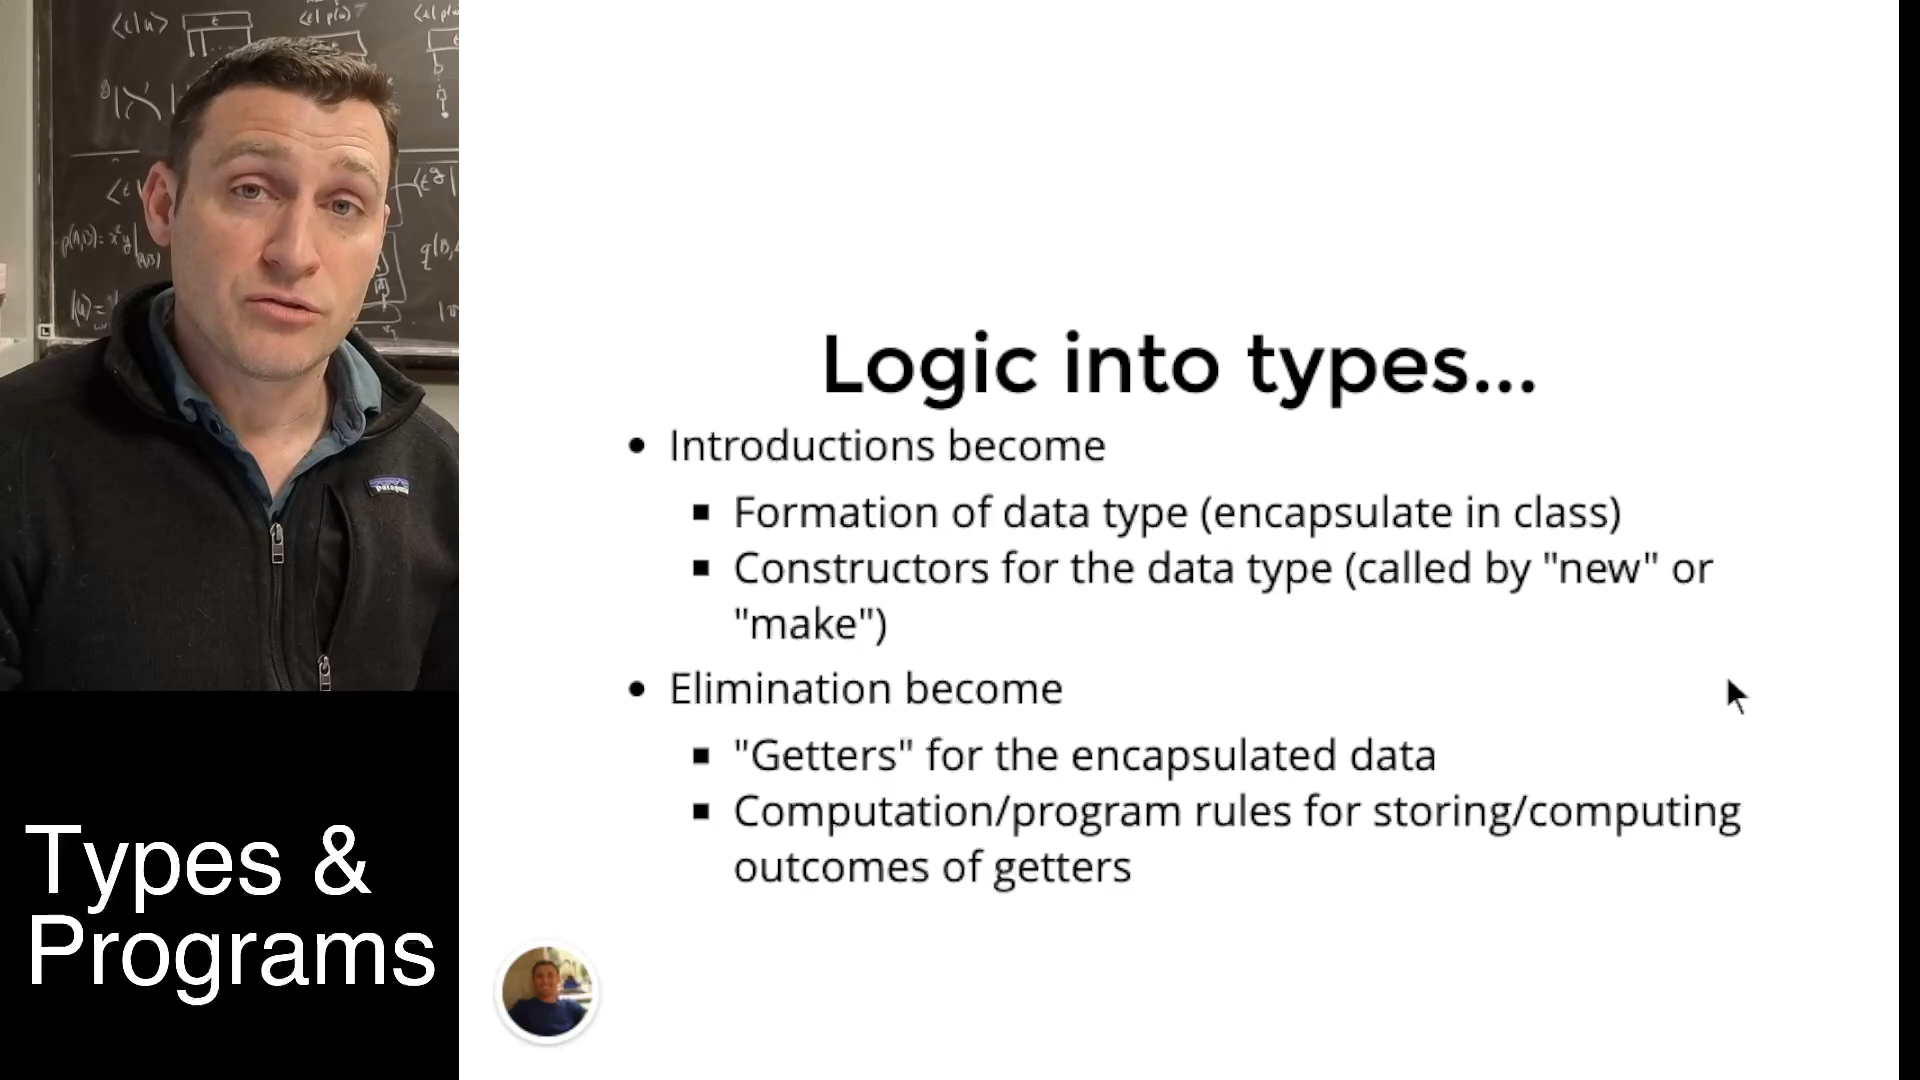 ⟨c|u⟩
patagonia
Types &
Programs
Logic into types...
• Introductions become
▪ Formation of data type (encapsulate in class)
▪ Constructors for the data type (called by "new" or
"make")
• Elimination become
▪ "Getters" for the encapsulated data
▪ Computation/program rules for storing/computing
outcomes of getters